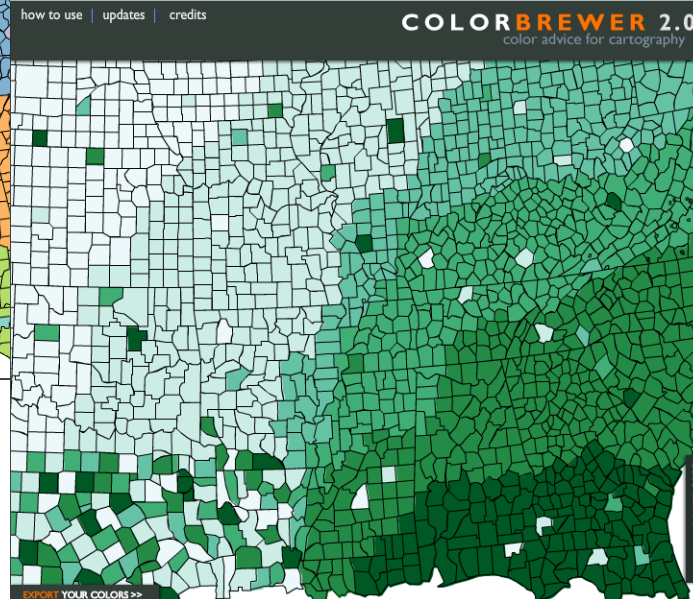 how to use | updates | credits
COLORBREWER 2.0
color advice for cartography
EXPORT YOUR COLORS >>